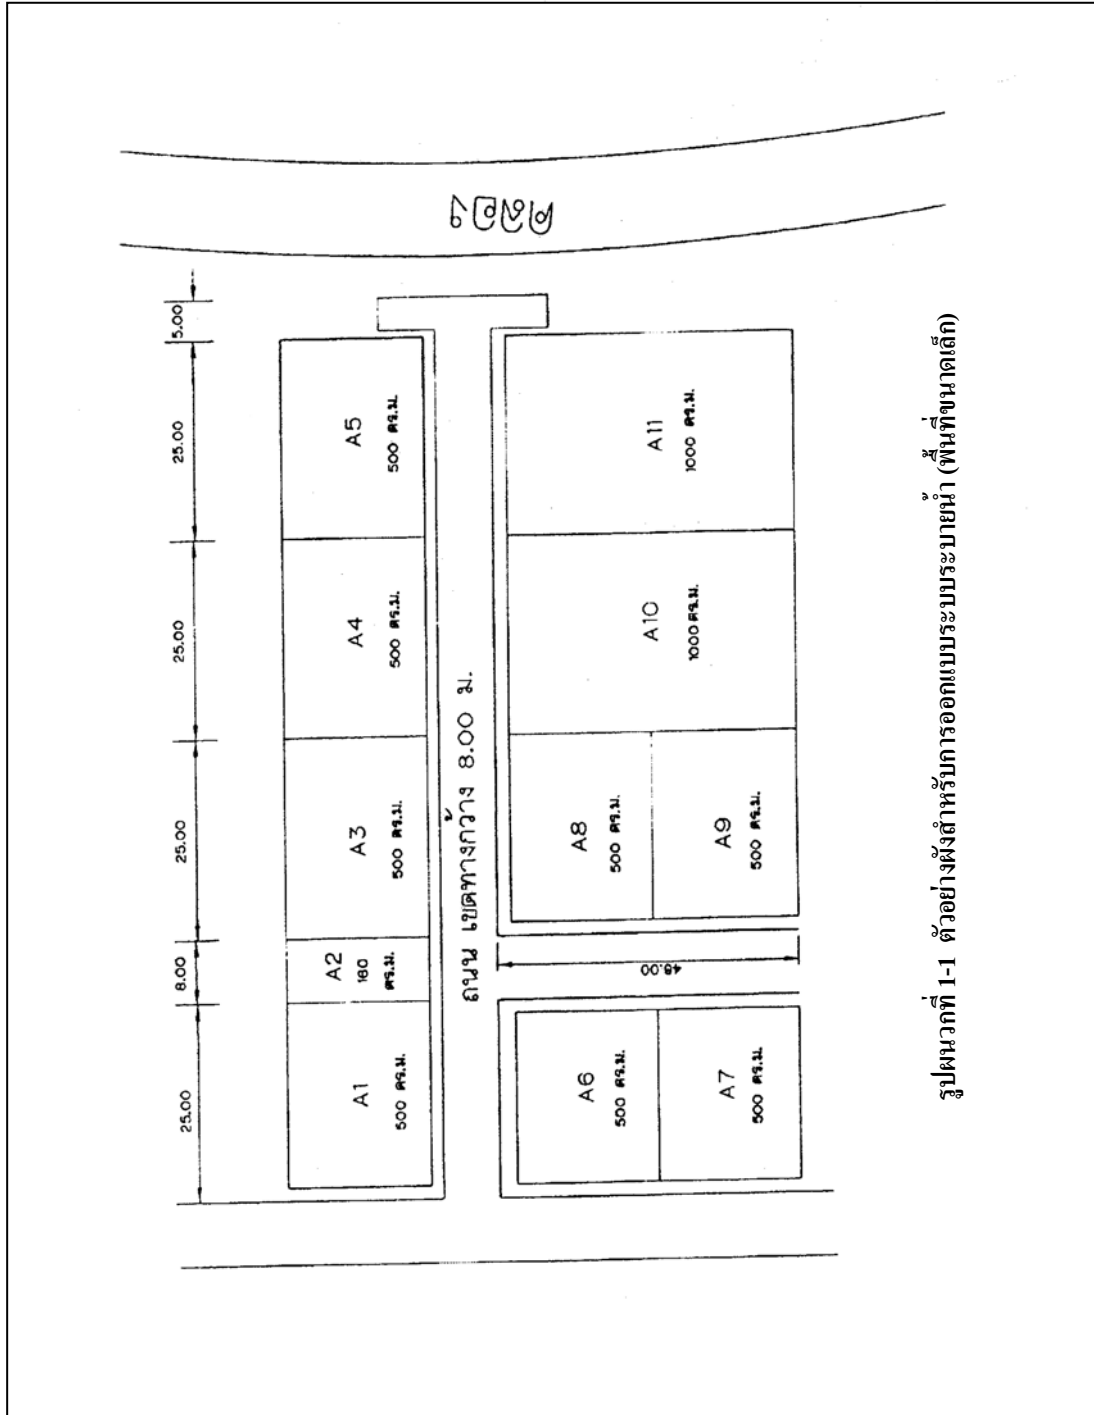 คลอง
25.00
8.00
25.00
25.00
25.00
5.00
A1
500 ตร.ม.
A2
160
ตร.ม.
A3
500 ตร.ม.
A4
500 ตร.ม.
A5
500 ตร.ม.
ถนน เขตทางกว้าง 8.00 ม.
A6
500 ตร.ม.
A7
500 ตร.ม.
A8
500 ตร.ม.
A9
500 ตร.ม.
A10
1000 ตร.ม.
A11
1000 ตร.ม.
รูปผนวกที่ 1-1 ตัวอย่างผังสำหรับการออกแบบระบบระบายน้ำ (พื้นที่ขนาดเล็ก)